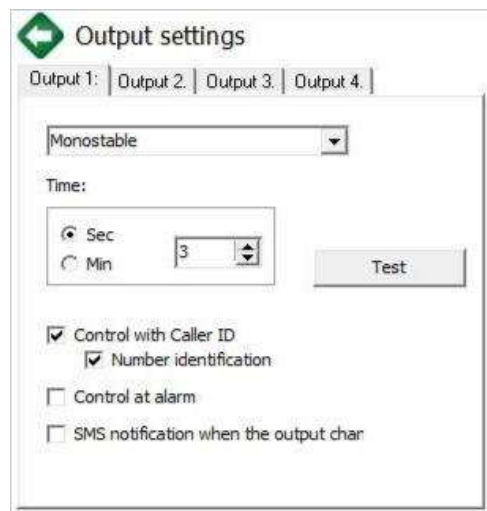 Output settings
Output 1: Output 2. Output 3. Output 4.
Monostable
Time:
Sec
3
Min
Test
Control with Caller ID
Number identification
Control at alarm
SMS notification when the output char